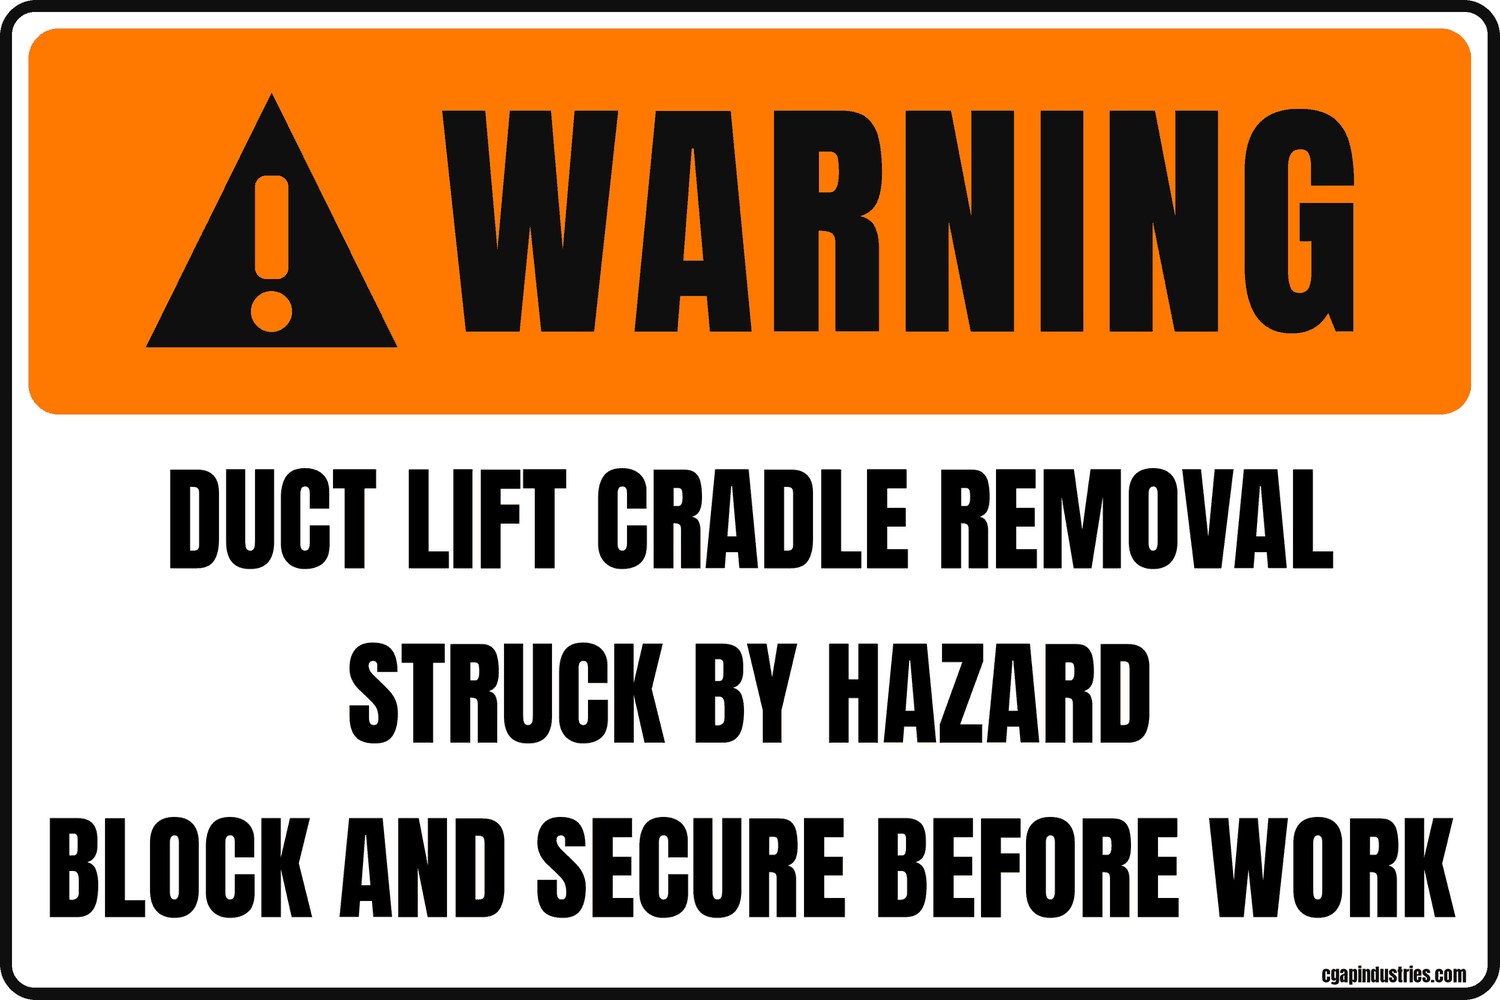 WARNING
DUCT LIFT CRADLE REMOVAL
STRUCK BY HAZARD
BLOCK AND SECURE BEFORE WORK
cgapindustries.com